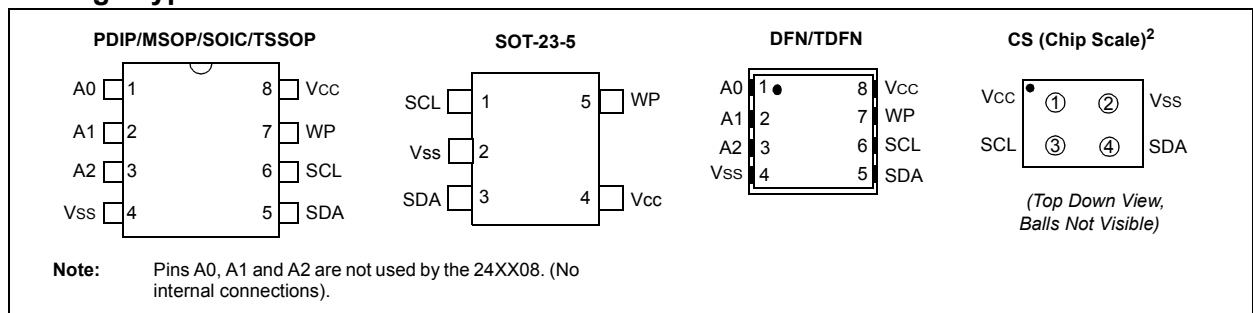 PDIP/MSOP/SOIC/TSSOP
A0 1 8 VCC
A1 2 7 WP
A2 3 6 SCL
VSS 4 5 SDA
SOT-23-5
SCL 1 5 WP
Vss 2
SDA 3 4 Vcc
DFN/TDFN
A0 1 8 VCC
A1 2 7 WP
A2 3 6 SCL
VSS 4 5 SDA
CS (Chip Scale)2
VCC 1 2 VSS
SCL 3 4 SDA
(Top Down View,
Balls Not Visible)
Note: Pins A0, A1 and A2 are not used by the 24XX08. (No
internal connections).